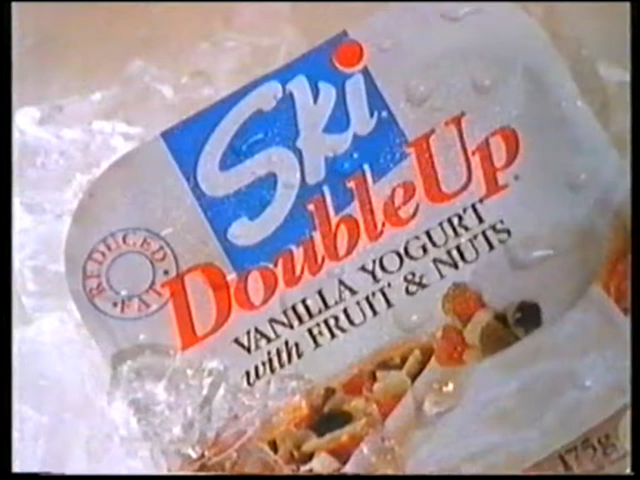 Ski
DoubleUp
REDUCED
FAT
VANILLA YOGURT
with FRUIT & NUTS
175g